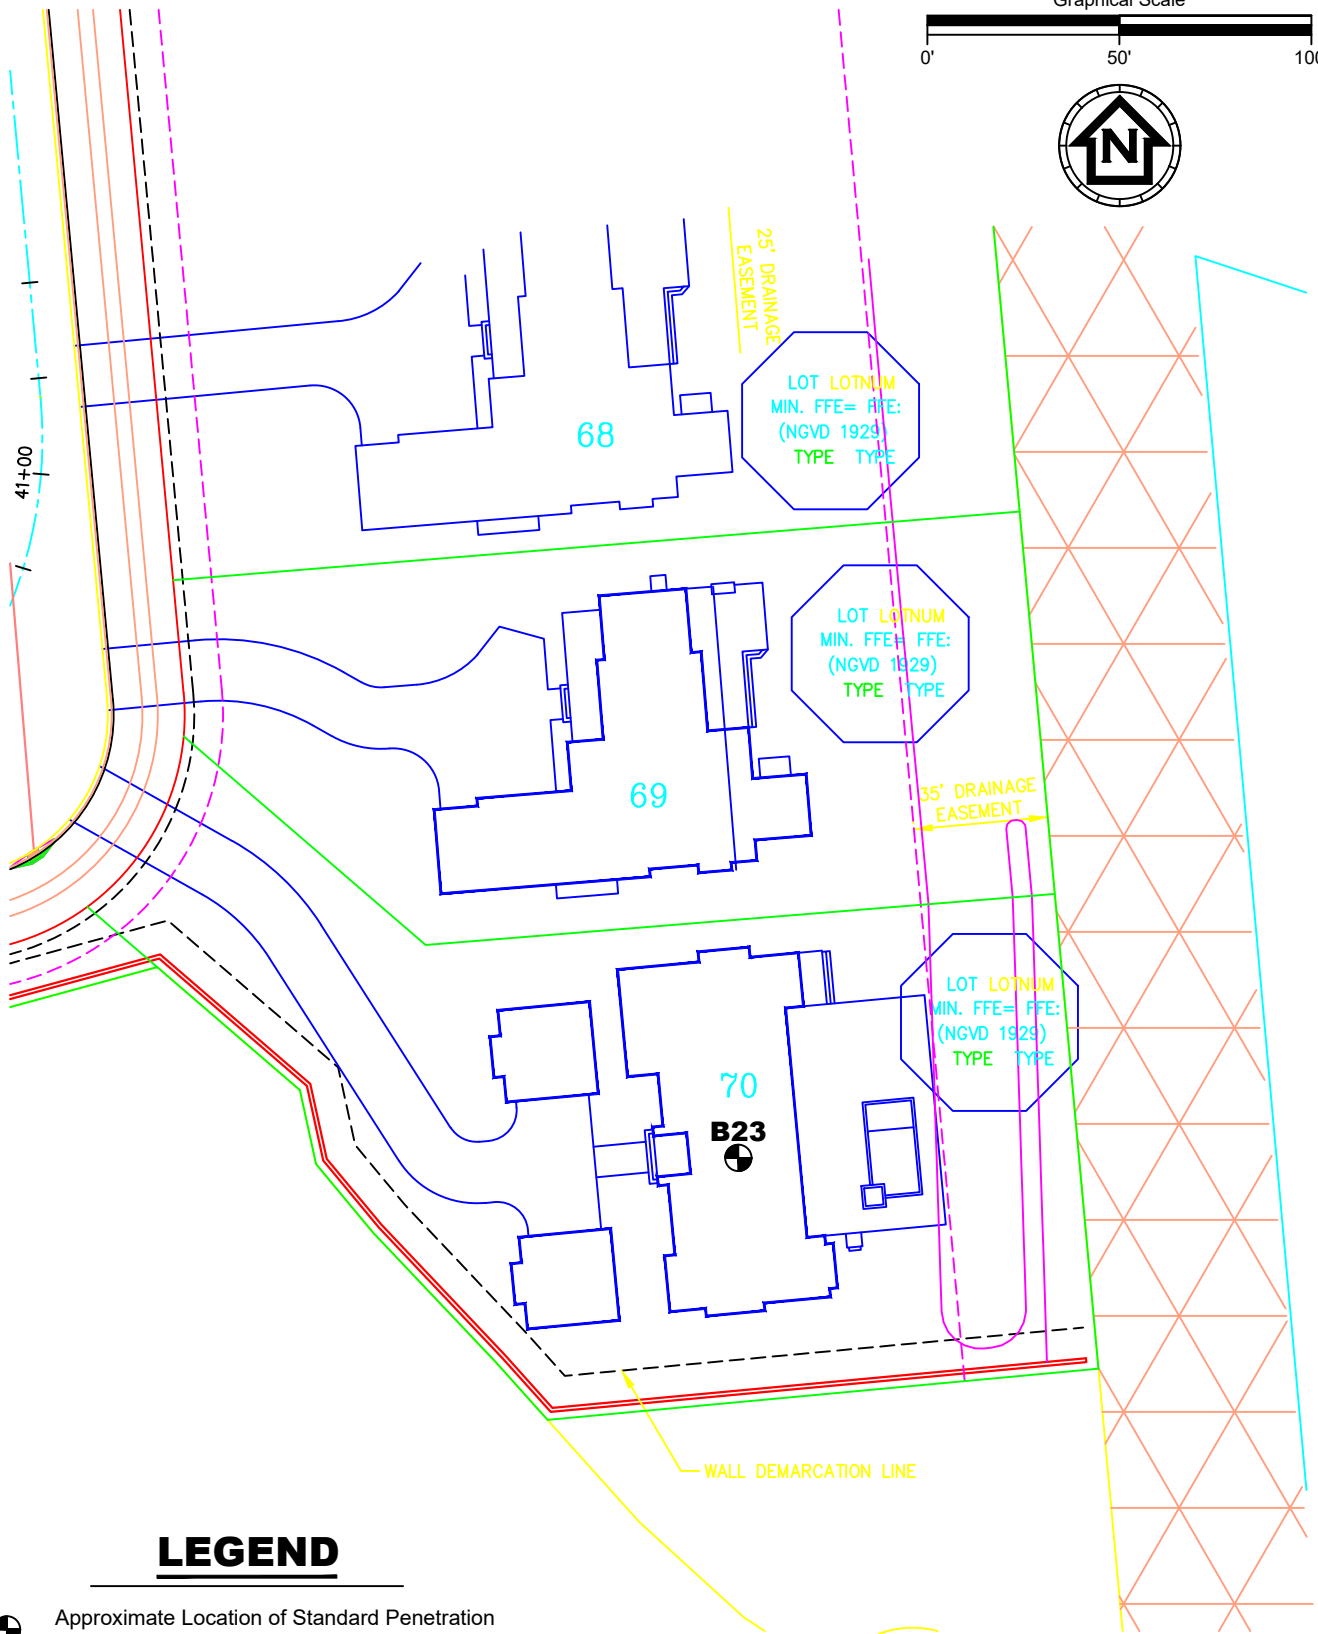 Graphical Scale
0' 50'
N
25' DRAINAGE
EASEMENT
LOT LOTNUM
MIN. FFE= FFE:
(NGVD 1929)
TYPE TYPE
68
41+00
LOT LOTNUM
MIN. FFE= FFE:
(NGVD 1929)
TYPE TYPE
69
35' DRAINAGE
EASEMENT
LOT LOTNUM
MIN. FFE= FFE:
(NGVD 1929)
TYPE TYPE
70
B23
WALL DEMARCATION LINE
LEGEND
Approximate Location of Standard Penetration